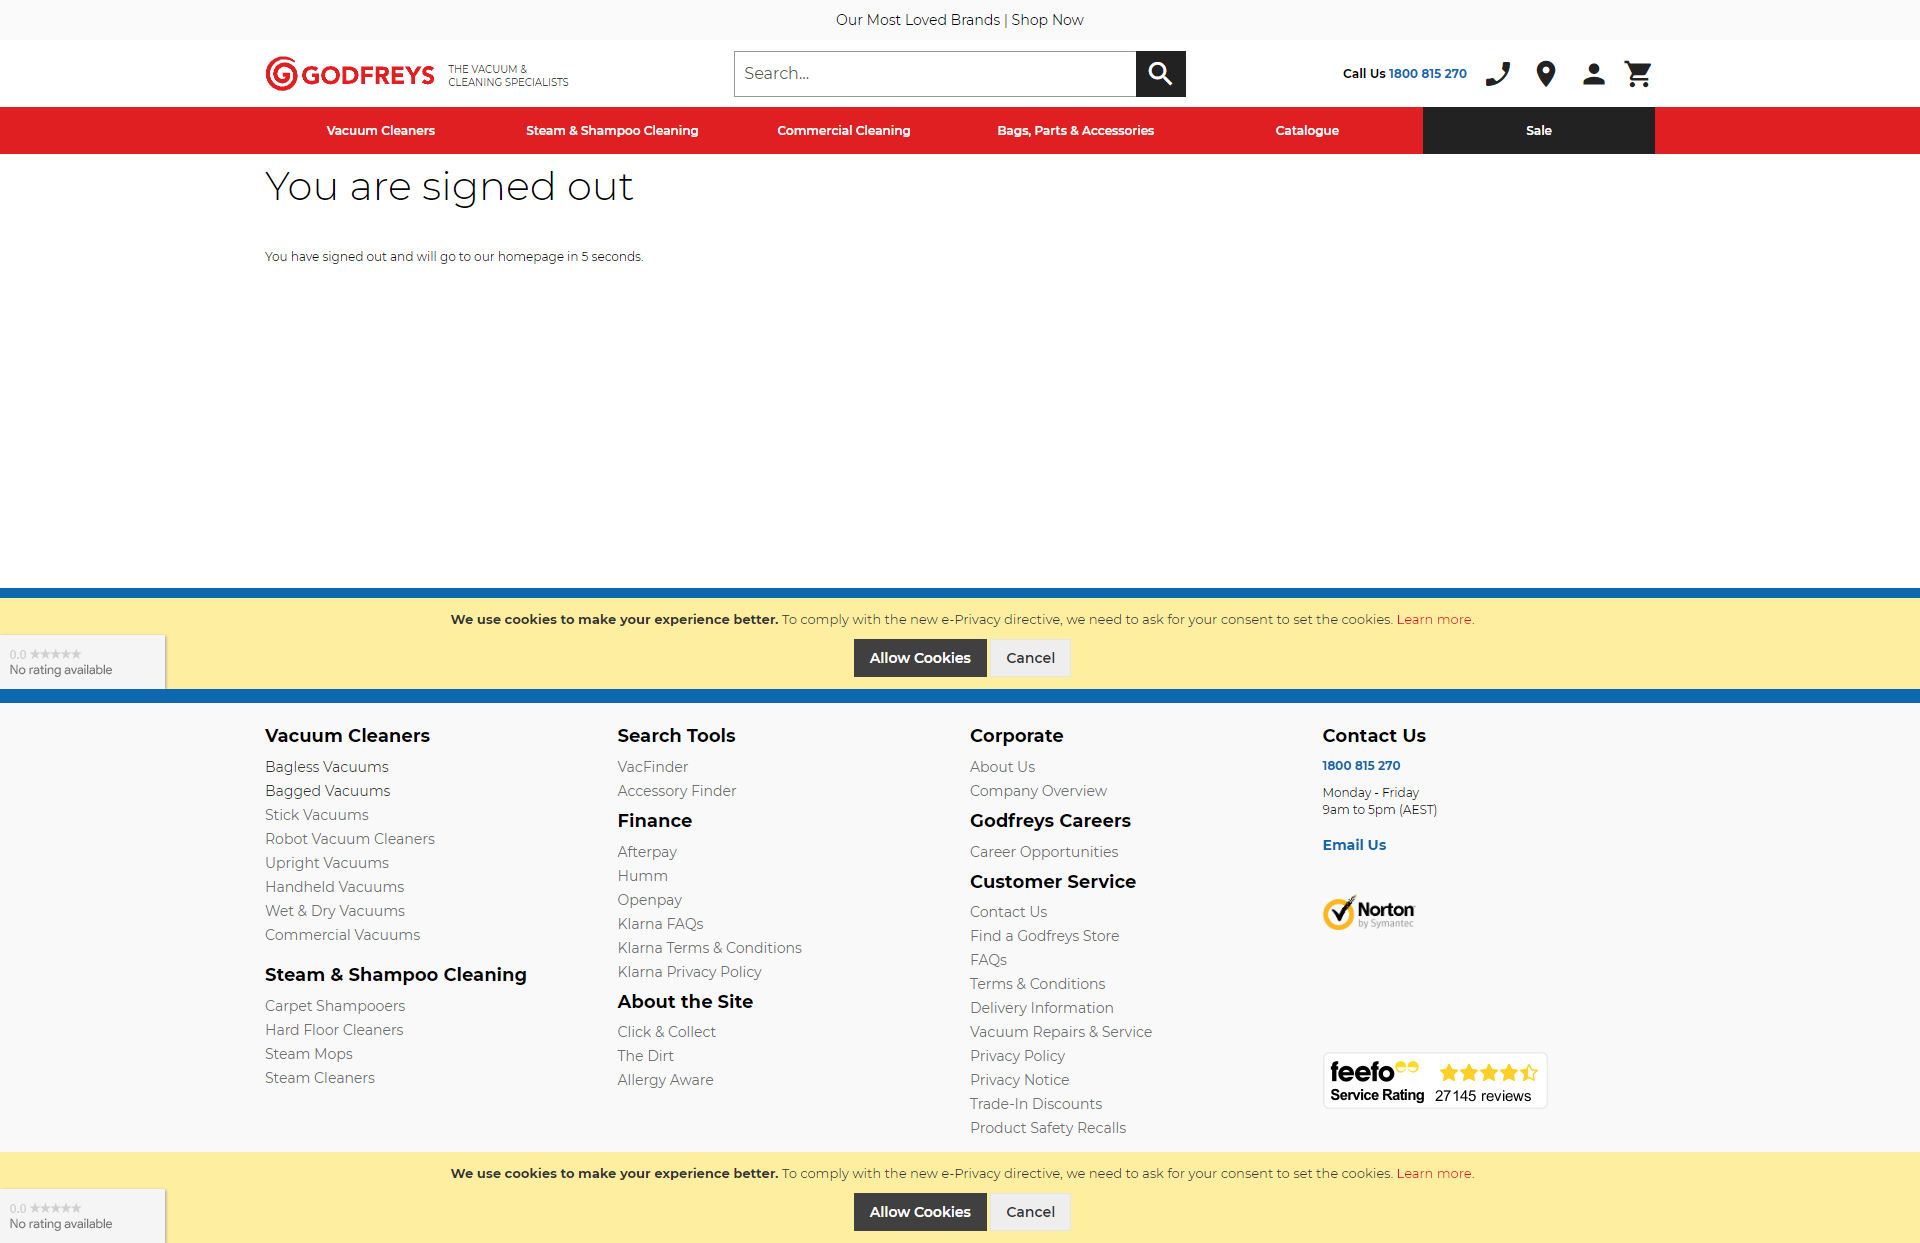 Our Most Loved Brands | Shop Now
GODFREYS
THE VACUUM &
CLEANING SPECIALISTS
Search...
Call Us 1800 815 270
Vacuum Cleaners
Steam & Shampoo Cleaning
Commercial Cleaning
Bags, Parts & Accessories
Catalogue
Sale
You are signed out
You have signed out and will go to our homepage in 5 seconds.
We use cookies to make your experience better. To comply with the new e-Privacy directive, we need to ask for your consent to set the cookies. Learn more.
Allow Cookies
Cancel
0.0 ★★★★★
No rating available
Vacuum Cleaners
Bagless Vacuums
Bagged Vacuums
Stick Vacuums
Robot Vacuum Cleaners
Upright Vacuums
Handheld Vacuums
Wet & Dry Vacuums
Commercial Vacuums
Steam & Shampoo Cleaning
Carpet Shampooers
Hard Floor Cleaners
Steam Mops
Steam Cleaners
Search Tools
VacFinder
Accessory Finder
Finance
Afterpay
Humm
Openpay
Klarna FAQs
Klarna Terms & Conditions
Klarna Privacy Policy
About the Site
Click & Collect
The Dirt
Allergy Aware
Corporate
About Us
Company Overview
Godfreys Careers
Career Opportunities
Customer Service
Contact Us
Find a Godfreys Store
FAQs
Terms & Conditions
Delivery Information
Vacuum Repairs & Service
Privacy Policy
Privacy Notice
Trade-In Discounts
Product Safety Recalls
Contact Us
1800 815 270
Monday - Friday
9am to 5pm (AEST)
Email Us
Norton
by Symantec
feefo
Service Rating 27145 reviews
We use cookies to make your experience better. To comply with the new e-Privacy directive, we need to ask for your consent to set the cookies. Learn more.
Allow Cookies
Cancel
0.0 ★★★★★
No rating available